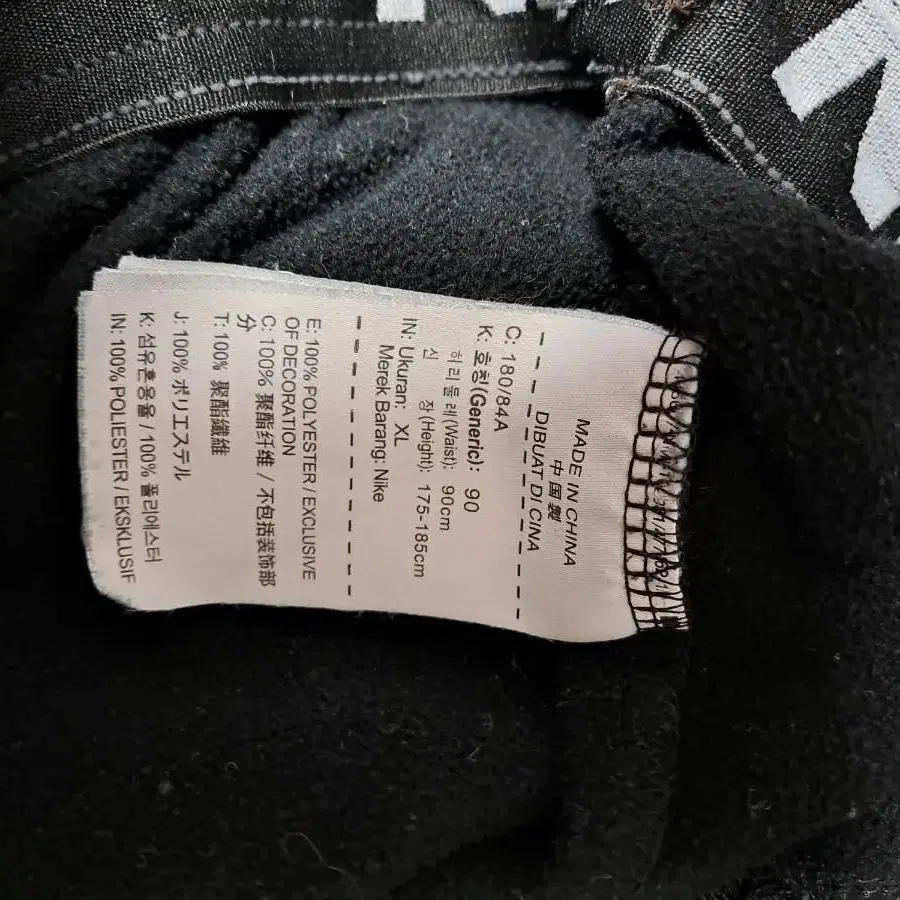 MADE IN CHINA
中国製
DIBUAT DI CINA
C: 180/84A
K: 호칭(Generic): 90
허리둘레(Waist): 90cm
신 장(Height): 175-185cm
IN: Ukuran: XL
Merek Barang: Nike
E: 100% POLYESTER / EXCLUSIVE
OF DECORATION
C: 100% 聚酯纤维 / 不包括装饰部
分
T: 100% 聚酯纖維
J: 100% ポリエステル
K: 섬유혼용율 / 100% 폴리에스터
IN: 100% POLIESTER / EKSKLUSIF